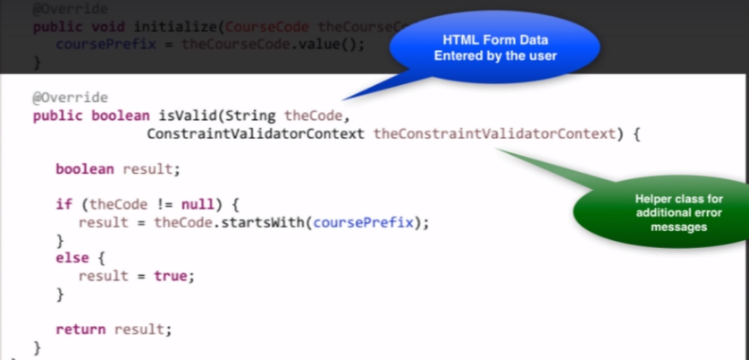 @Override
public void initialize(CourseCode theCourseCo
coursePrefix = theCourseCode.value();
}
HTML Form Data
Entered by the user
@Override
public boolean isValid(String theCode,
ConstraintValidatorContext theConstraintValidatorContext) {
boolean result;
if (theCode != null) {
result = theCode.startsWith(coursePrefix);
}
else {
result = true;
}
return result;
}
Helper class for
additional error
messages